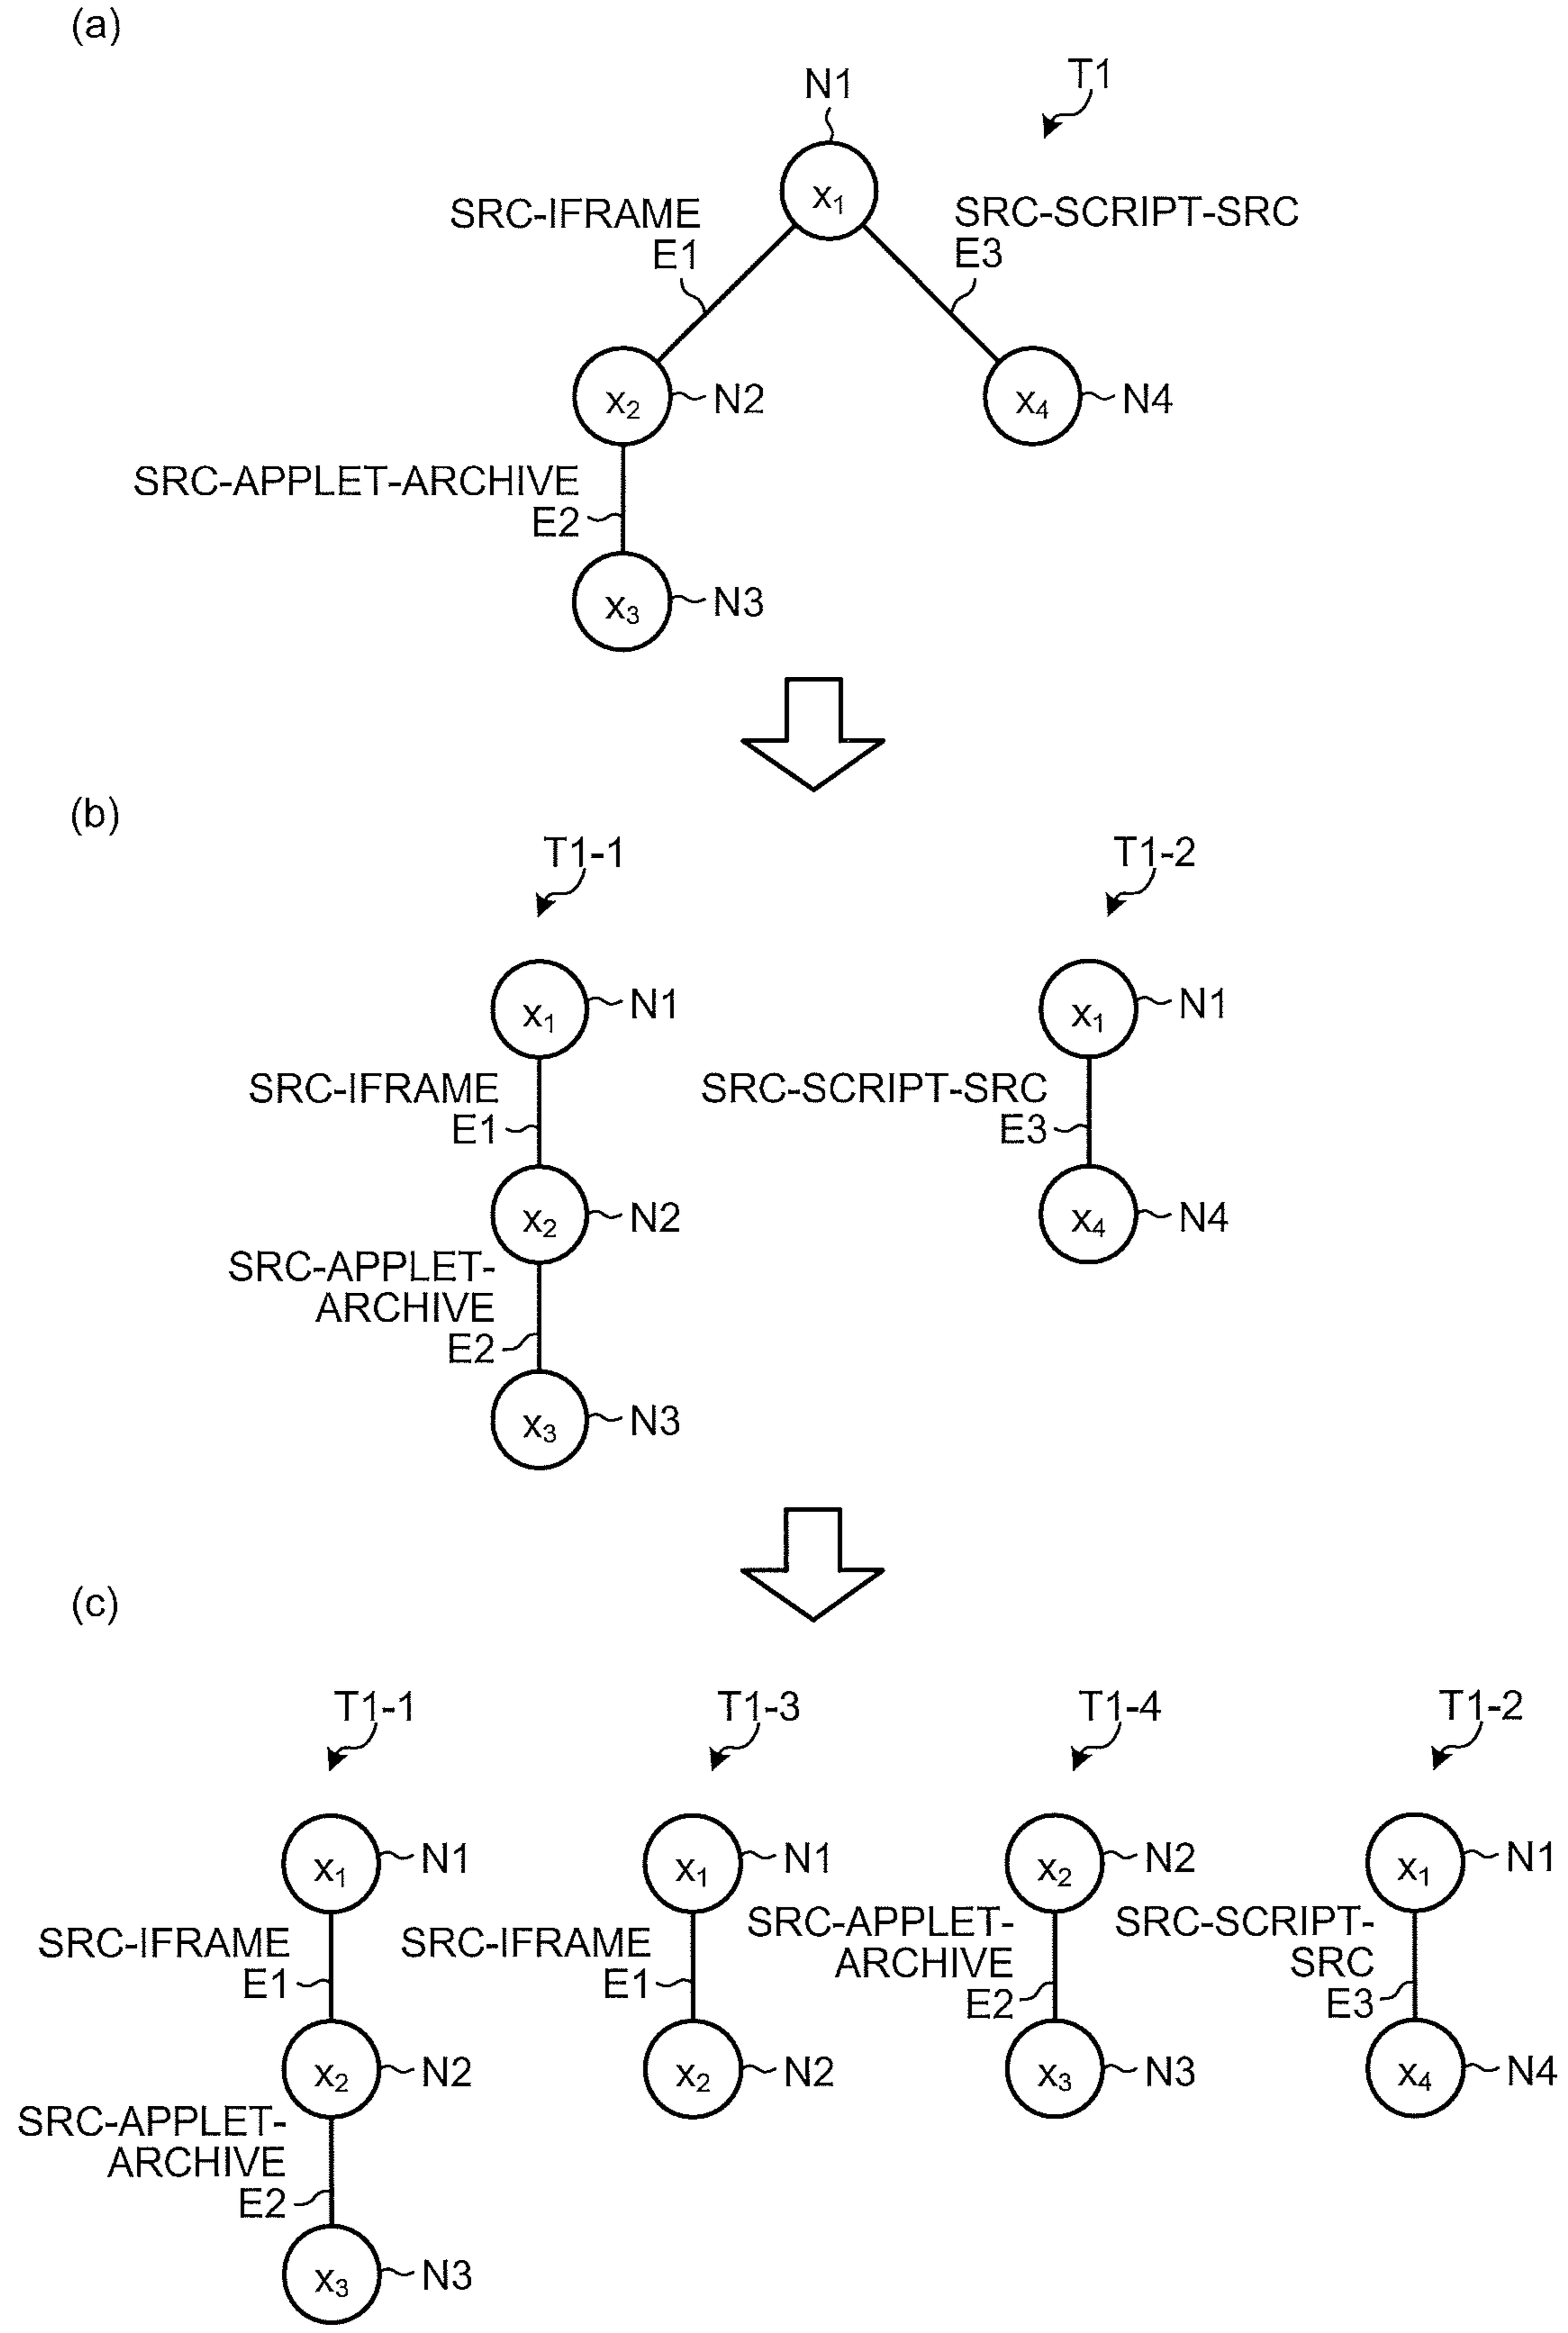 (a)
T1
N1
x₁
SRC-IFRAME
E1
SRC-SCRIPT-SRC
E3
x₂
N2
x₄
N4
SRC-APPLET-ARCHIVE
E2
x₃
N3
(b)
T1-1
T1-2
x₁
N1
x₁
N1
SRC-IFRAME
E1
SRC-SCRIPT-SRC
E3
x₂
N2
x₄
N4
SRC-APPLET-
ARCHIVE
E2
x₃
N3
(c)
T1-1
T1-3
T1-4
T1-2
x₁
N1
x₁
N1
x₂
N2
x₁
N1
SRC-IFRAME
E1
SRC-IFRAME
E1
SRC-APPLET-
ARCHIVE
E2
SRC-SCRIPT-
SRC
E3
x₂
N2
x₂
N2
x₃
N3
x₄
N4
SRC-APPLET-
ARCHIVE
E2
x₃
N3